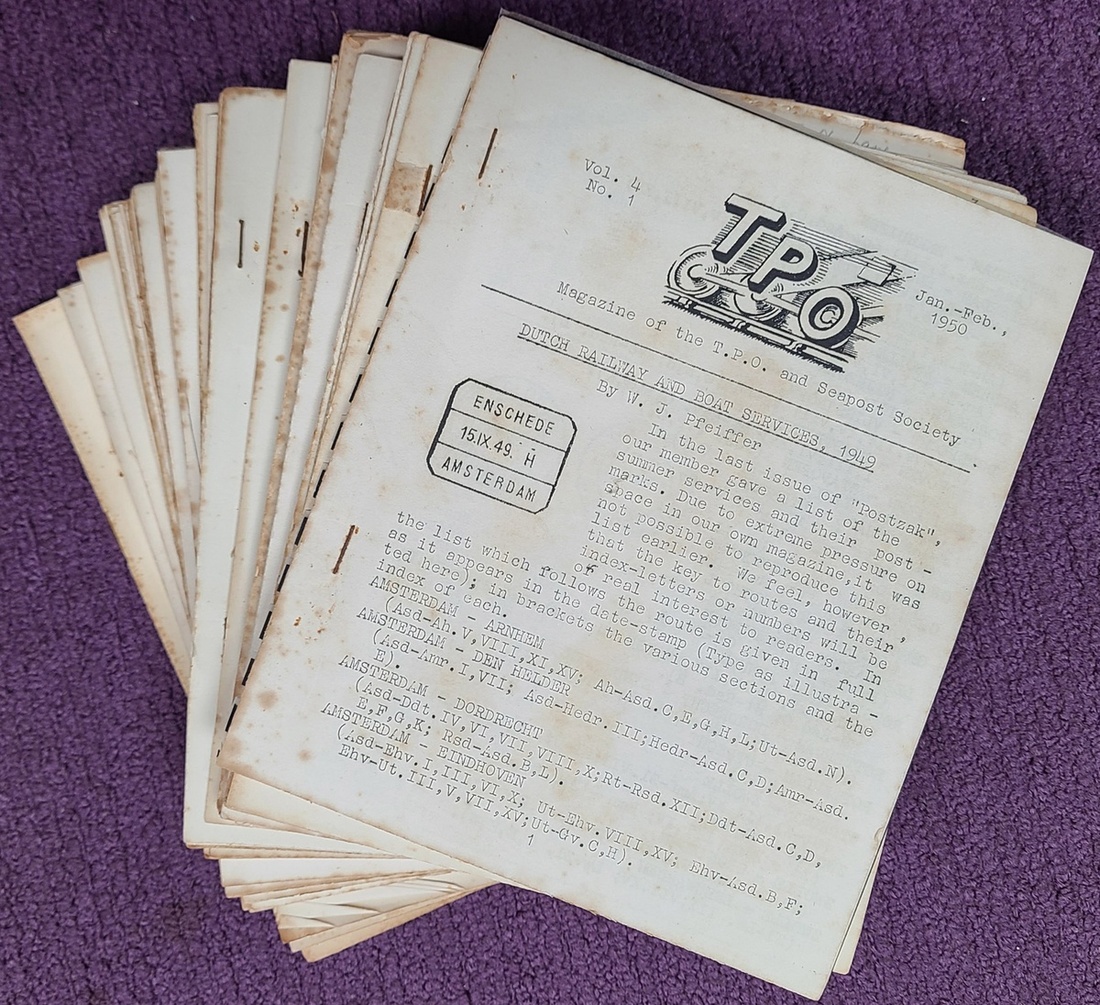 Vol. 4
No. 1
TPO
Jan.-Feb.,
1950
Magazine of the T.P.O. and Seapost Society
DUTCH RAILWAY AND BOAT SERVICES, 1949
By W. J. Pfeiffer
ENSCHEDE
15.IX.49. H
AMSTERDAM
In the last issue of "Postzak",
our member gave a list of the
summer services and their post-
marks. Due to extreme pressure on
space in our own magazine,it was
not possible to reproduce this
list earlier. We feel, however,
that the key to routes and their
index-letters or numbers will be
of real interest to readers. In
the list which follows the route is given in full
as it appears in the date-stamp (Type as illustra-
ted here); in brackets the various sections and the
index of each.
AMSTERDAM - ARNHEM
(Asd-Ah.V,VIII,XI,XV; Ah-Asd.C,E,G,H,L;Ut-Asd.N).
AMSTERDAM - DEN HELDER
(Asd-Amr.I,VII; Asd-Hedr.III;Hedr-Asd.C,D;Amr-Asd.
E).
AMSTERDAM - DORDRECHT
(Asd-Ddt.IV,VI,VII,VIII,X;Rt-Rsd.XII;Ddt-Asd.C,D,
E,F,G,K; Rsd-Asd.B,L).
AMSTERDAM - EINDHOVEN
(Asd-Ehv.I,III,VI,X; Ut-Ehv.VIII,XV; Ehv-Asd.B,F;
Ehv-Ut.III,V,VII,XV;Ut-Gv.C,H).
1